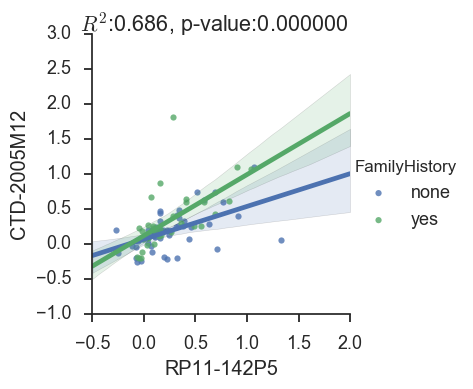 R²:0.686, p-value:0.000000
3.0
2.5
2.0
1.5
1.0
0.5
0.0
−0.5
−1.0
CTD-2005M12
−0.5 0.0 0.5 1.0 1.5 2.0
RP11-142P5
FamilyHistory
none
yes